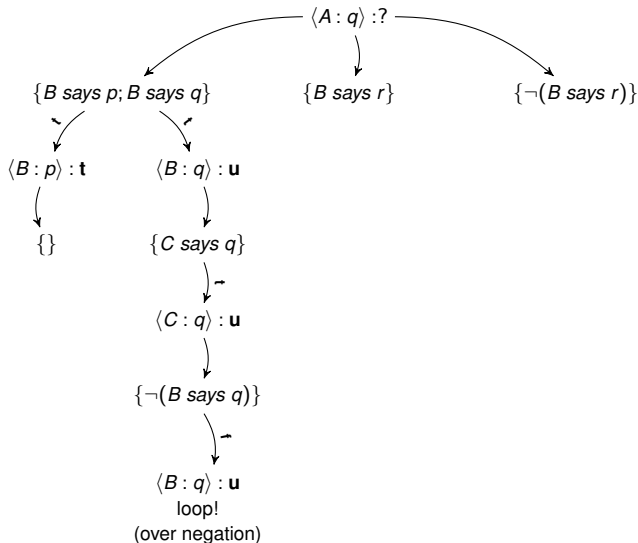 ⟨A : q⟩ :?
{B says p; B says q} {B says r} {¬(B says r)}
t t
⟨B : p⟩ : t ⟨B : q⟩ : u
{} {C says q}
t
⟨C : q⟩ : u
{¬(B says q)}
f
⟨B : q⟩ : u
loop!
(over negation)